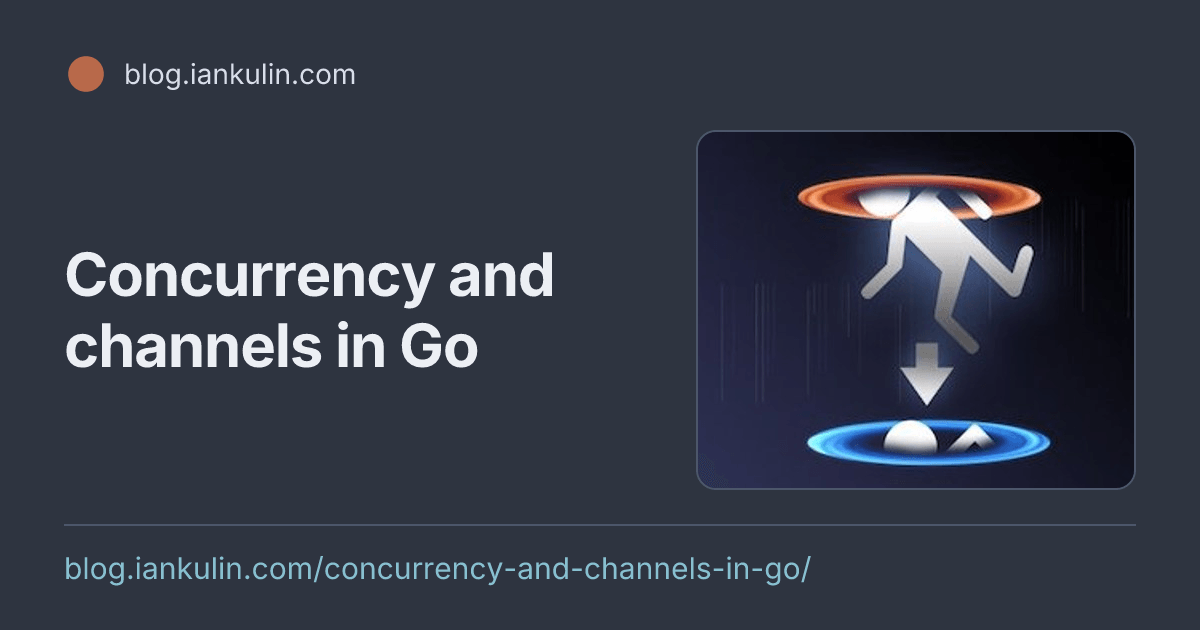 blog.iankulin.com
Concurrency and
channels in Go
blog.iankulin.com/concurrency-and-channels-in-go/